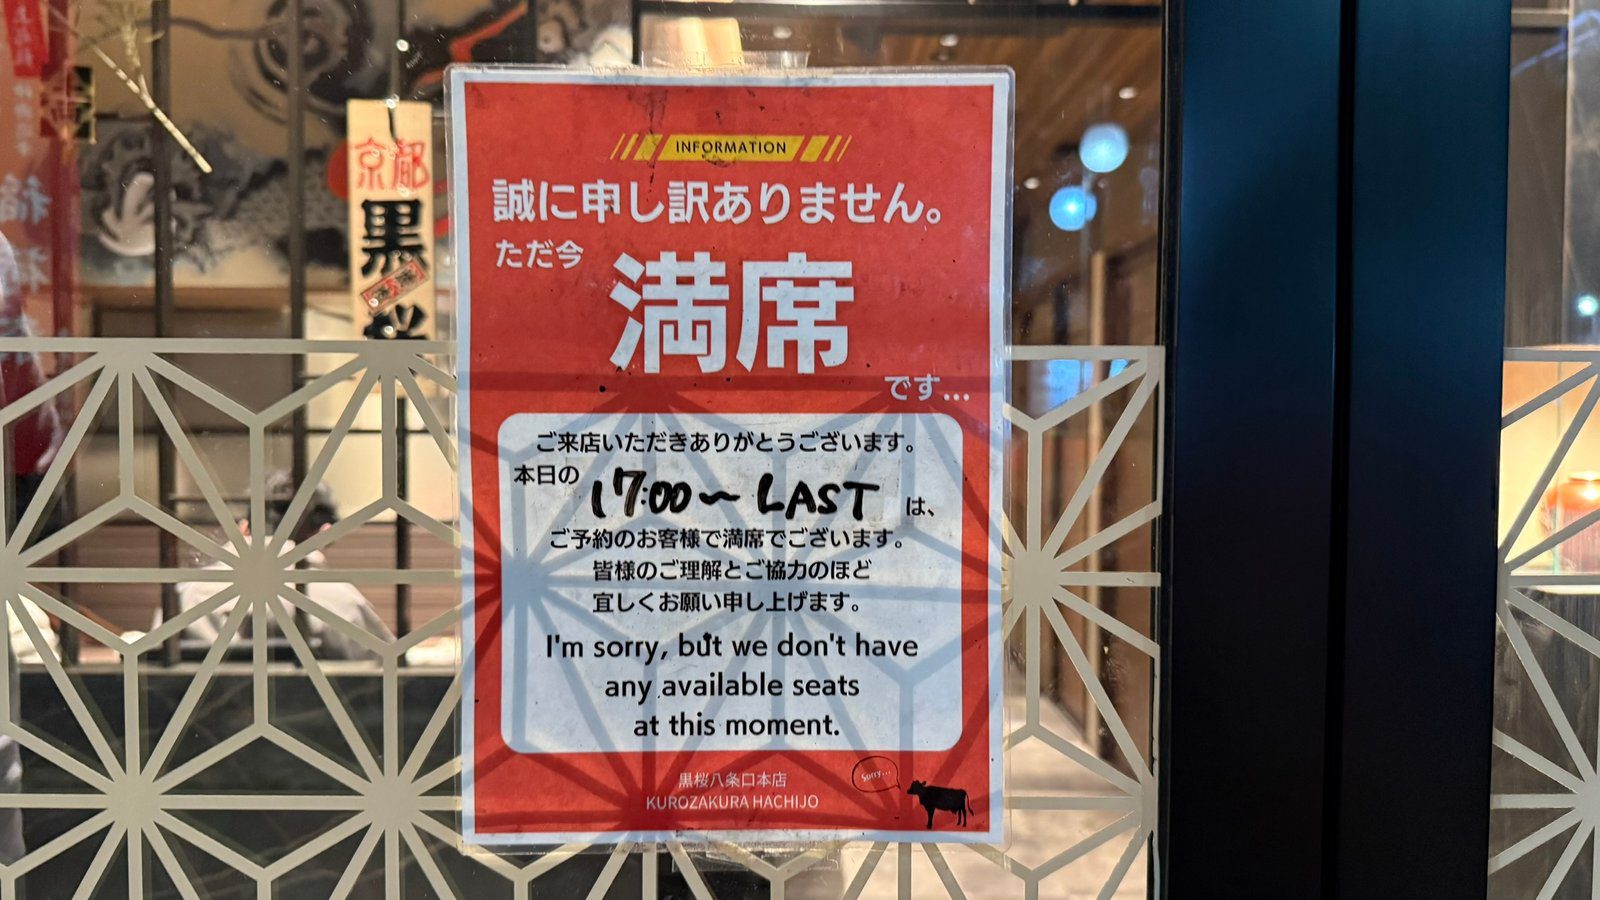 京都
黒
INFORMATION
誠に申し訳ありません。
ただ今
満席
です...
ご来店いただきありがとうございます。
本日の 17:00～LAST は、
ご予約のお客様で満席でございます。
皆様のご理解とご協力のほど
宜しくお願い申し上げます。
I'm sorry, but we don't have
any available seats
at this moment.
Sorry...
黒桜八条口本店
KUROZAKURA HACHIJO